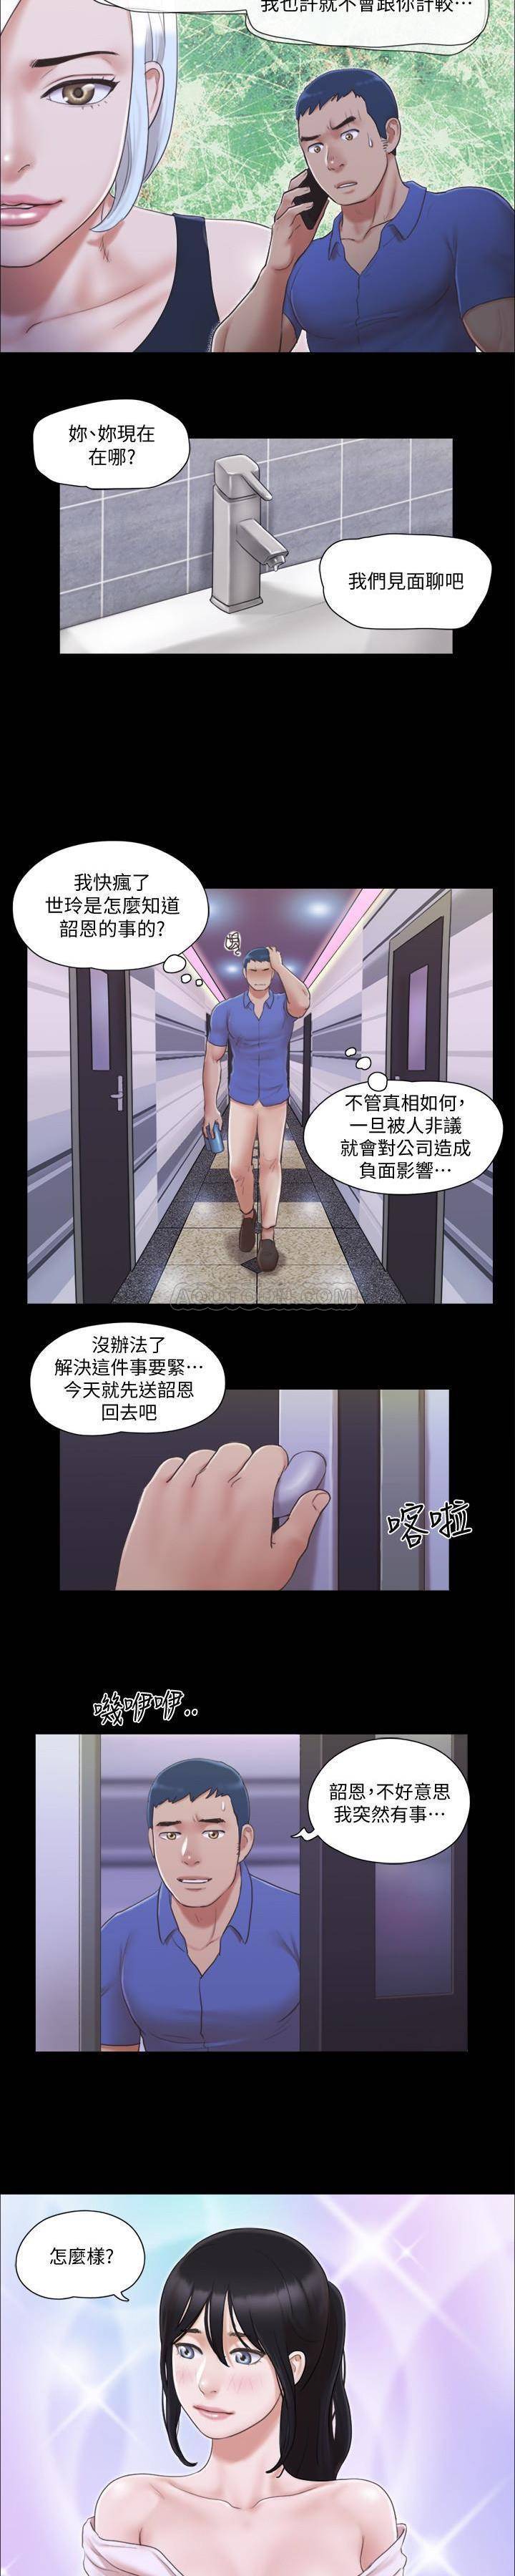 我也許就不會跟你計較…
妳、妳現在
在哪?
我們見面聊吧
我快瘋了
世玲是怎麼知道
韶恩的事的?
不管真相如何,
一旦被人非議
就會對公司造成
負面影響…
沒辦法了
解決這件事要緊…
今天就先送韶恩
回去吧
喀啦
嘰咿咿..
韶恩,不好意思
我突然有事…
怎麼樣?